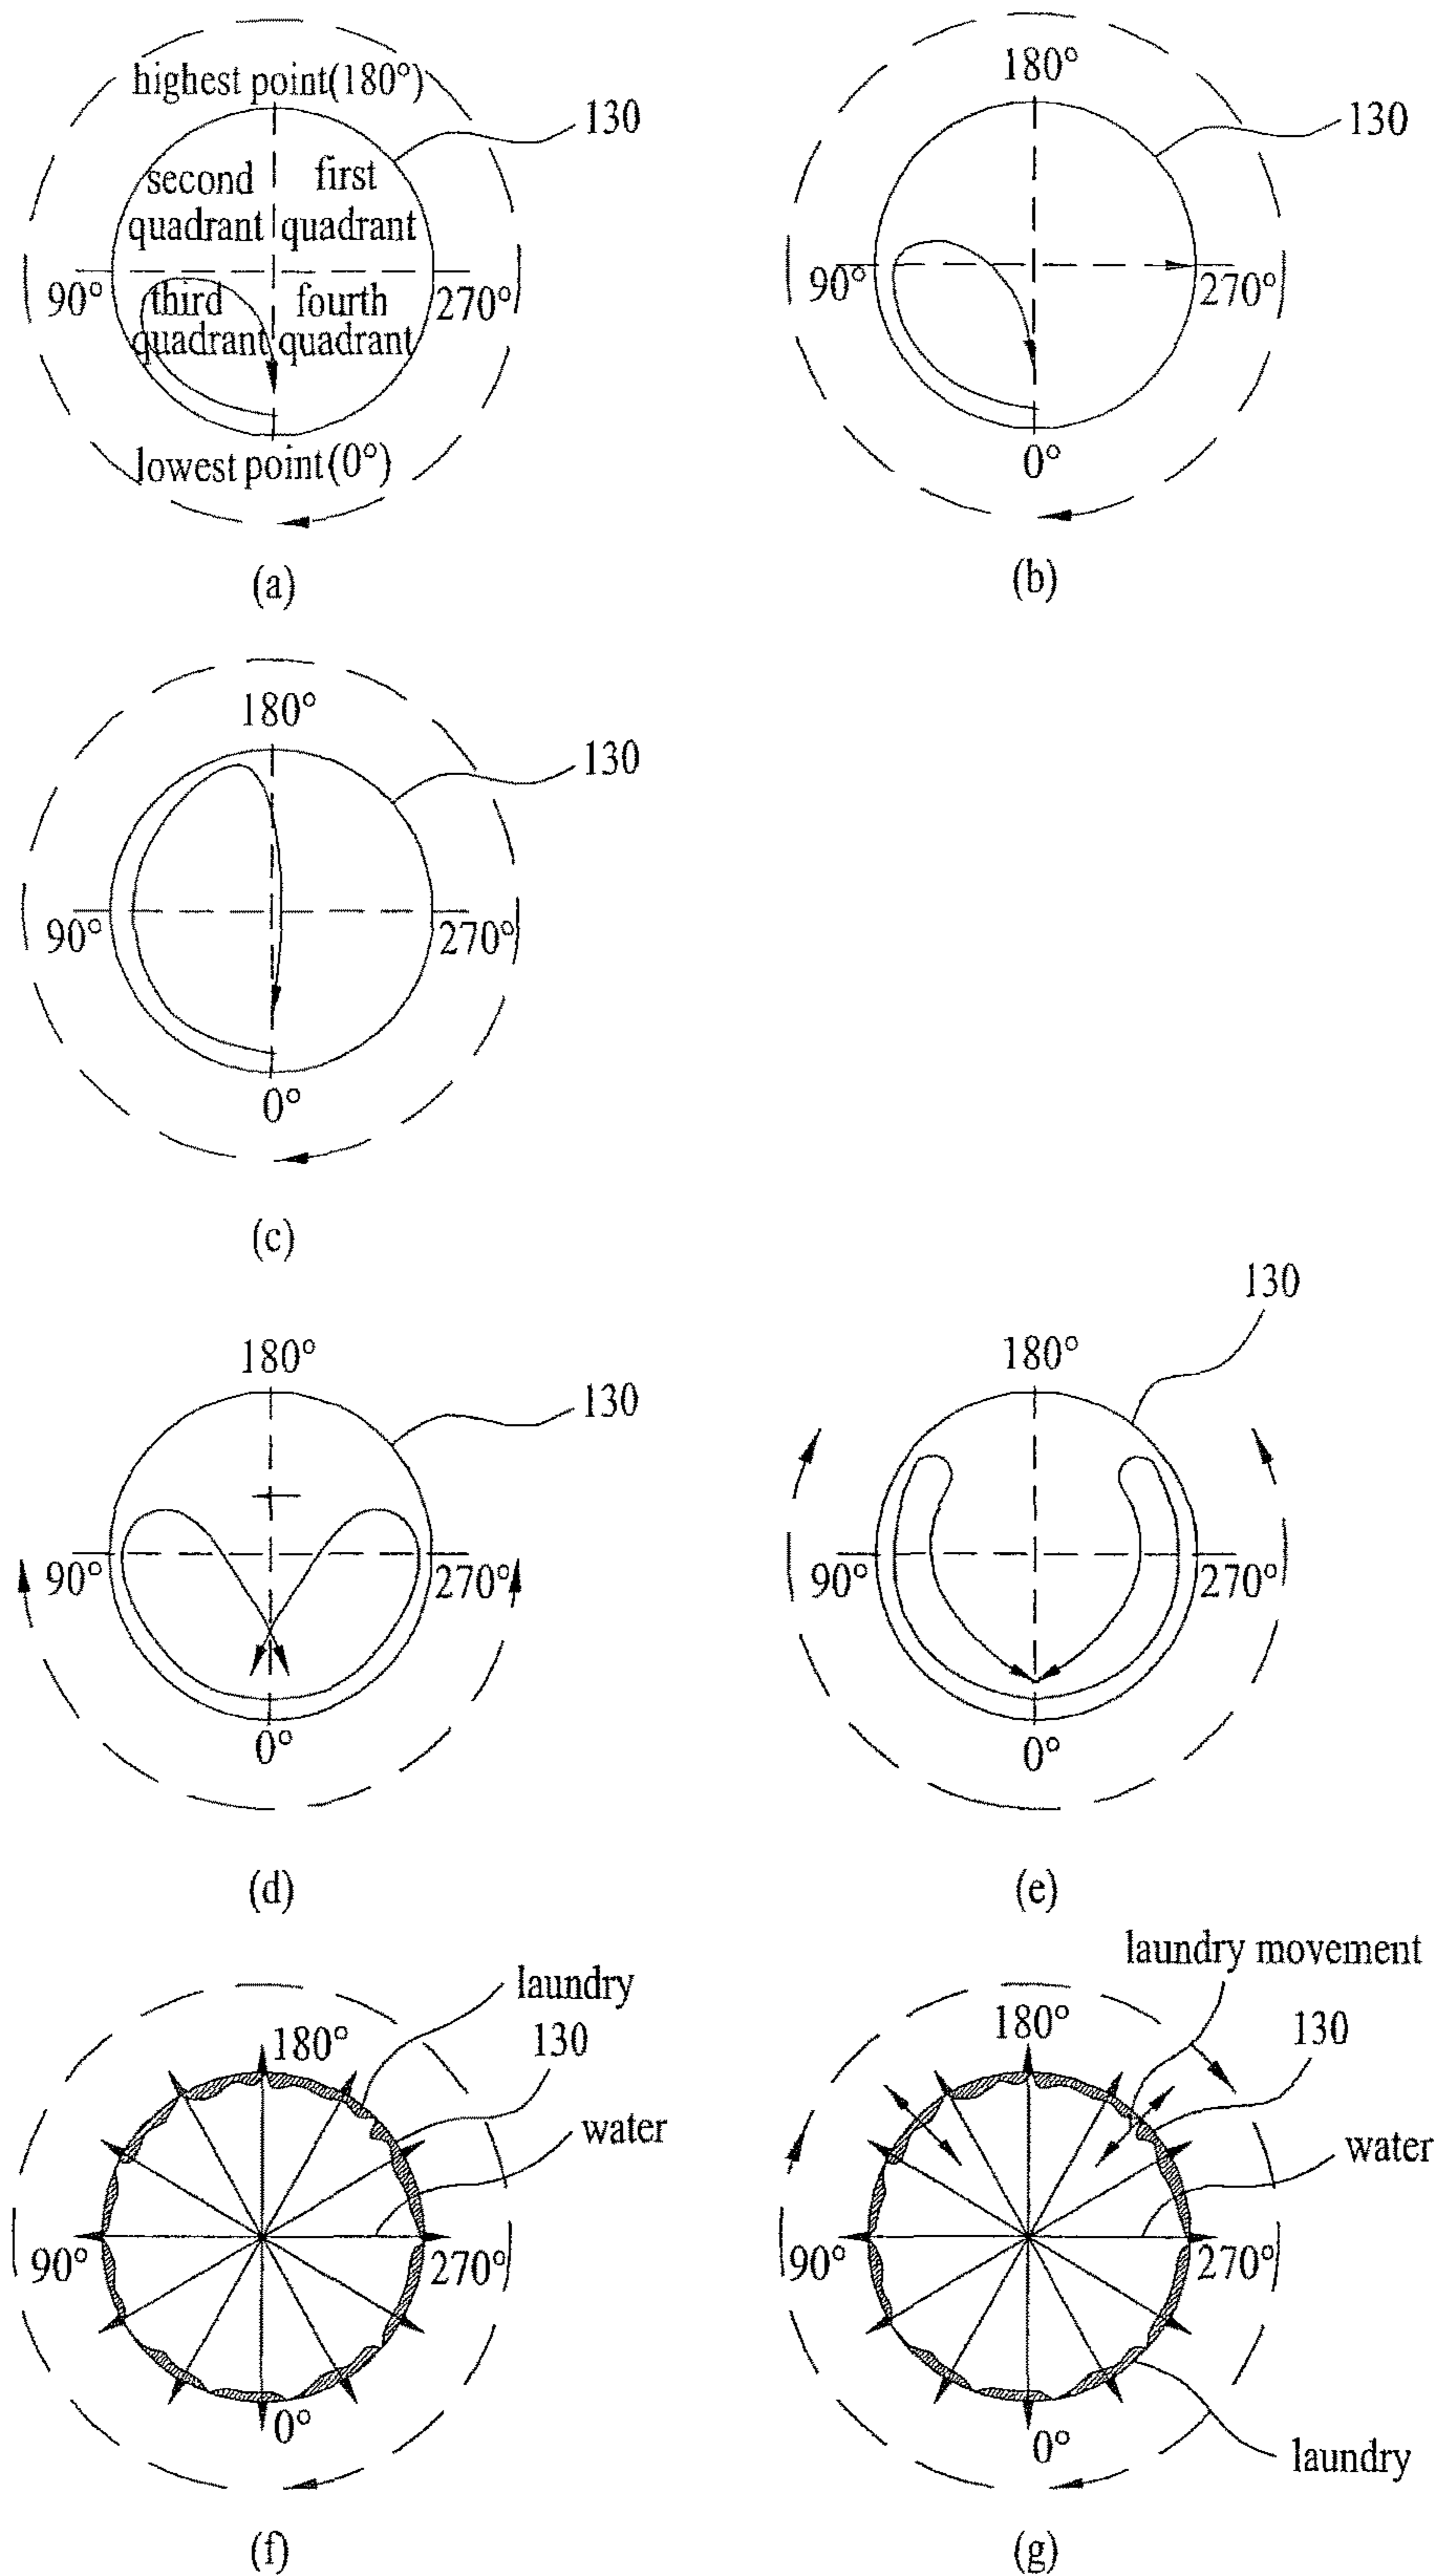 highest point(180°)
130
second
quadrant
first
quadrant
90°
270°
third
quadrant
fourth
quadrant
lowest point(0°)
(a)
180°
130
90°
270°
0°
(b)
180°
130
90°
270°
0°
(c)
180°
130
90°
270°
0°
(d)
130
180°
90°
270°
0°
(e)
laundry
180°
130
water
90°
270°
0°
(f)
laundry movement
180°
130
water
90°
270°
0°
laundry
(g)